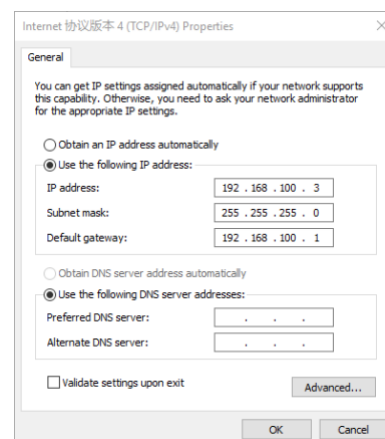 Internet 协议版本 4 (TCP/IPv4) Properties
General
You can get IP settings assigned automatically if your network supports
this capability. Otherwise, you need to ask your network administrator
for the appropriate IP settings.
Obtain an IP address automatically
Use the following IP address:
IP address: 192 . 168 . 100 . 3
Subnet mask: 255 . 255 . 255 . 0
Default gateway: 192 . 168 . 100 . 1
Obtain DNS server address automatically
Use the following DNS server addresses:
Preferred DNS server: . . .
Alternate DNS server: . . .
Validate settings upon exit
Advanced...
OK Cancel